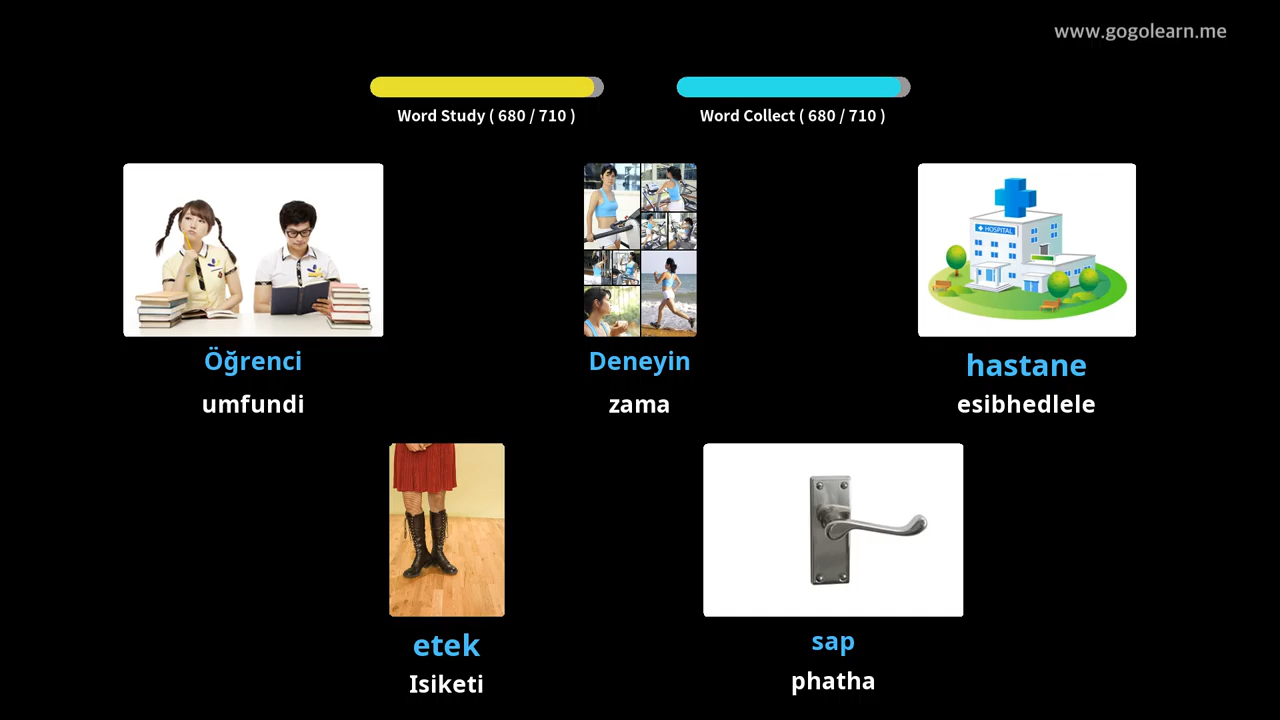 www.gogolearn.me
Word Study ( 680 / 710 )
Word Collect ( 680 / 710 )
HOSPITAL
Öğrenci
Deneyin
hastane
umfundi
zama
esibhedlele
etek
sap
Isiketi
phatha